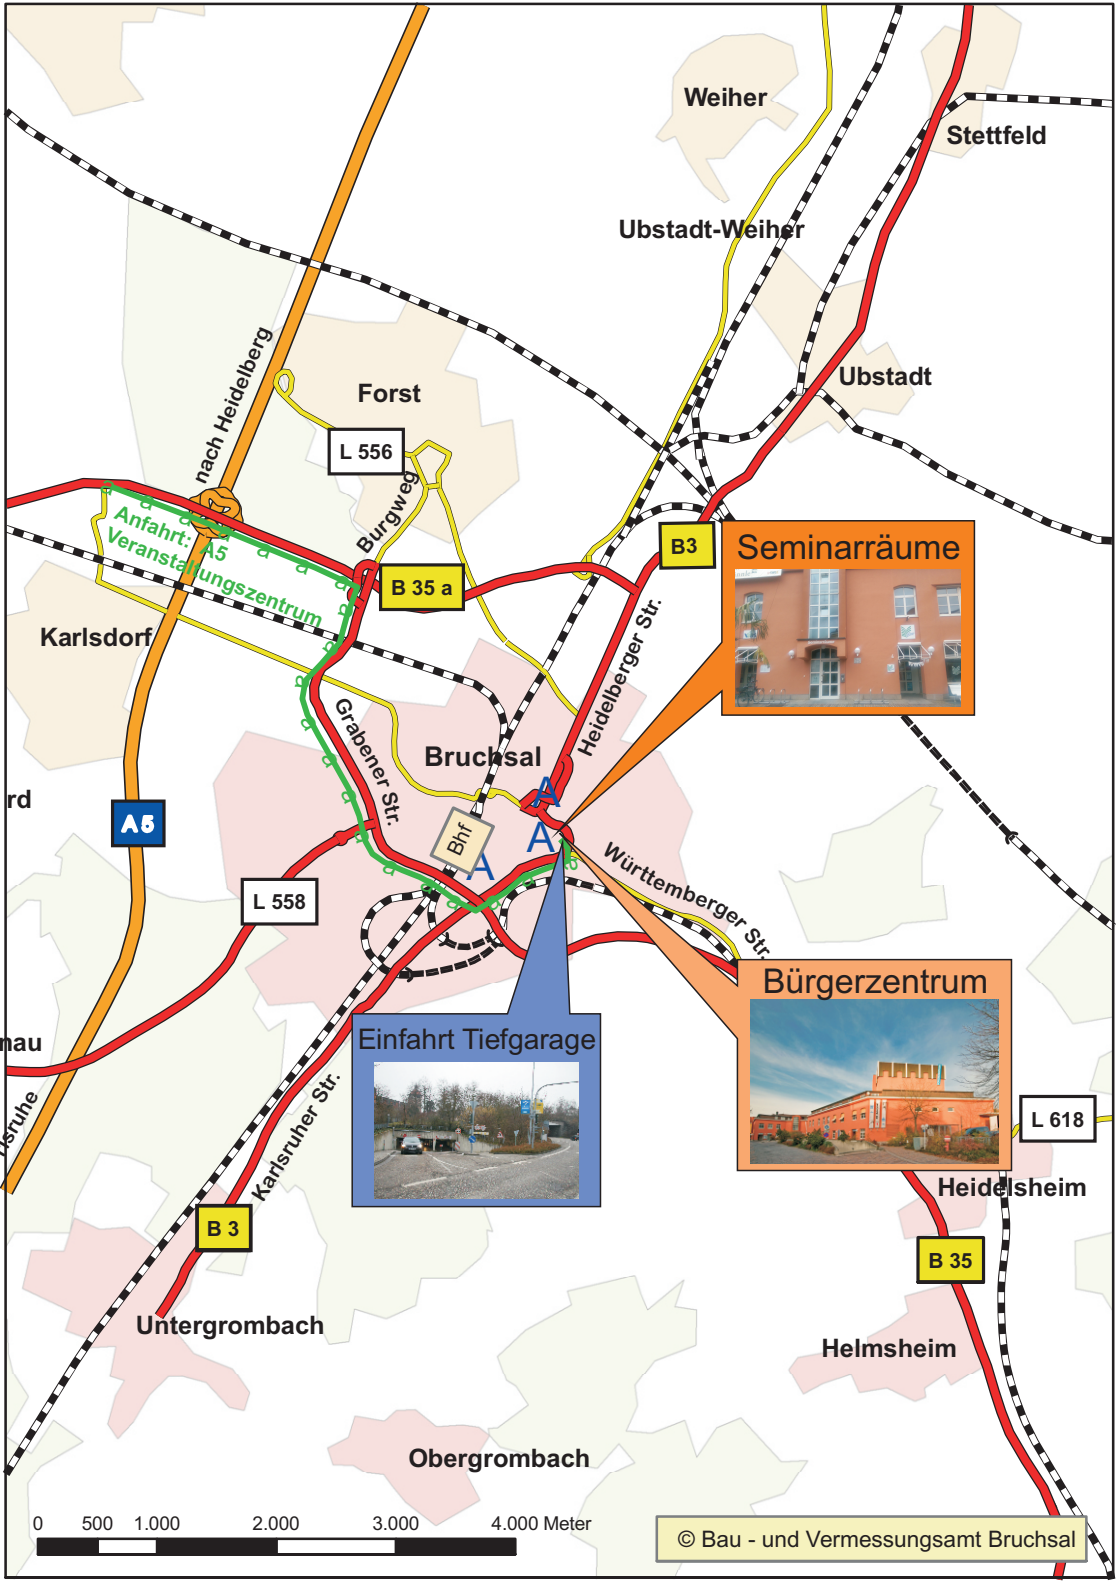 Weiher
Stettfeld
Ubstadt-Weiher
nach Heidelberg
Ubstadt
Forst
L 556
Burgweg
Anfahrt: A5
Veranstaltungszentrum
B3
Seminarräume
B 35 a
Karlsdorf
Heidelberger Str.
Grabener Str.
Bruchsal
rd
A5
A
A
A
Bhf
Württemberger Str.
L 558
Bürgerzentrum
Einfahrt Tiefgarage
nau
Karlsruher Str.
L 618
Heidelsheim
B 3
B 35
Untergrombach
Helmsheim
Obergrombach
0 500 1.000 2.000 3.000 4.000 Meter
© Bau - und Vermessungsamt Bruchsal